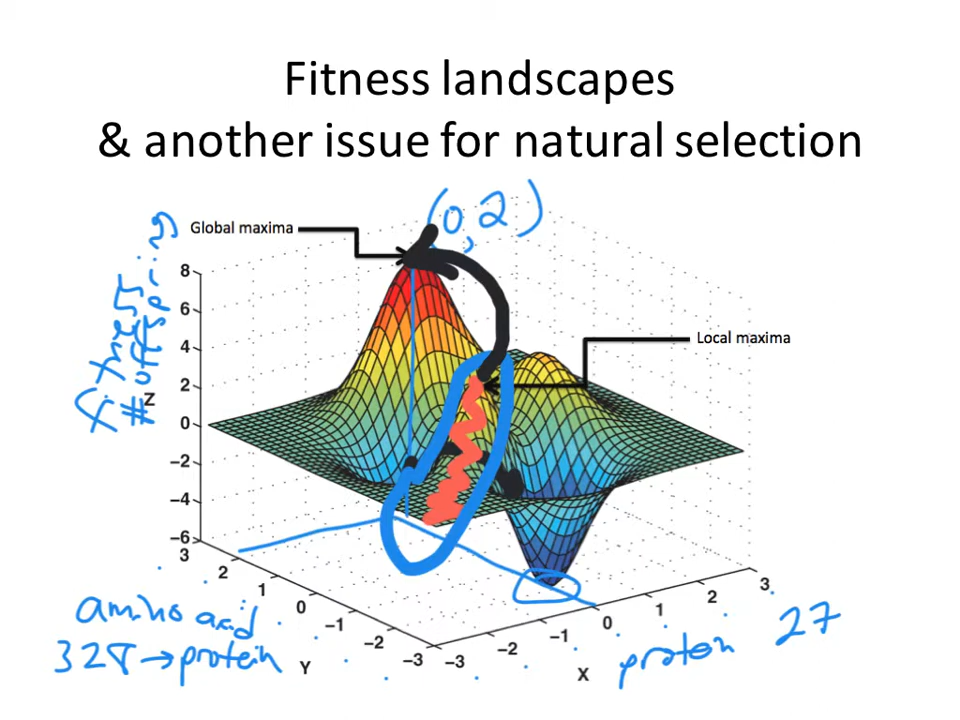 Fitness landscapes
& another issue for natural selection
(0,2)
Global maxima
Local maxima
fitness
# offspring
Z
8
6
4
2
0
−2
−4
−6
3
2
1
0
−1
−2
−3
Y
−3
−2
−1
0
1
2
3
X
amino acid
328 → protein
protein 27